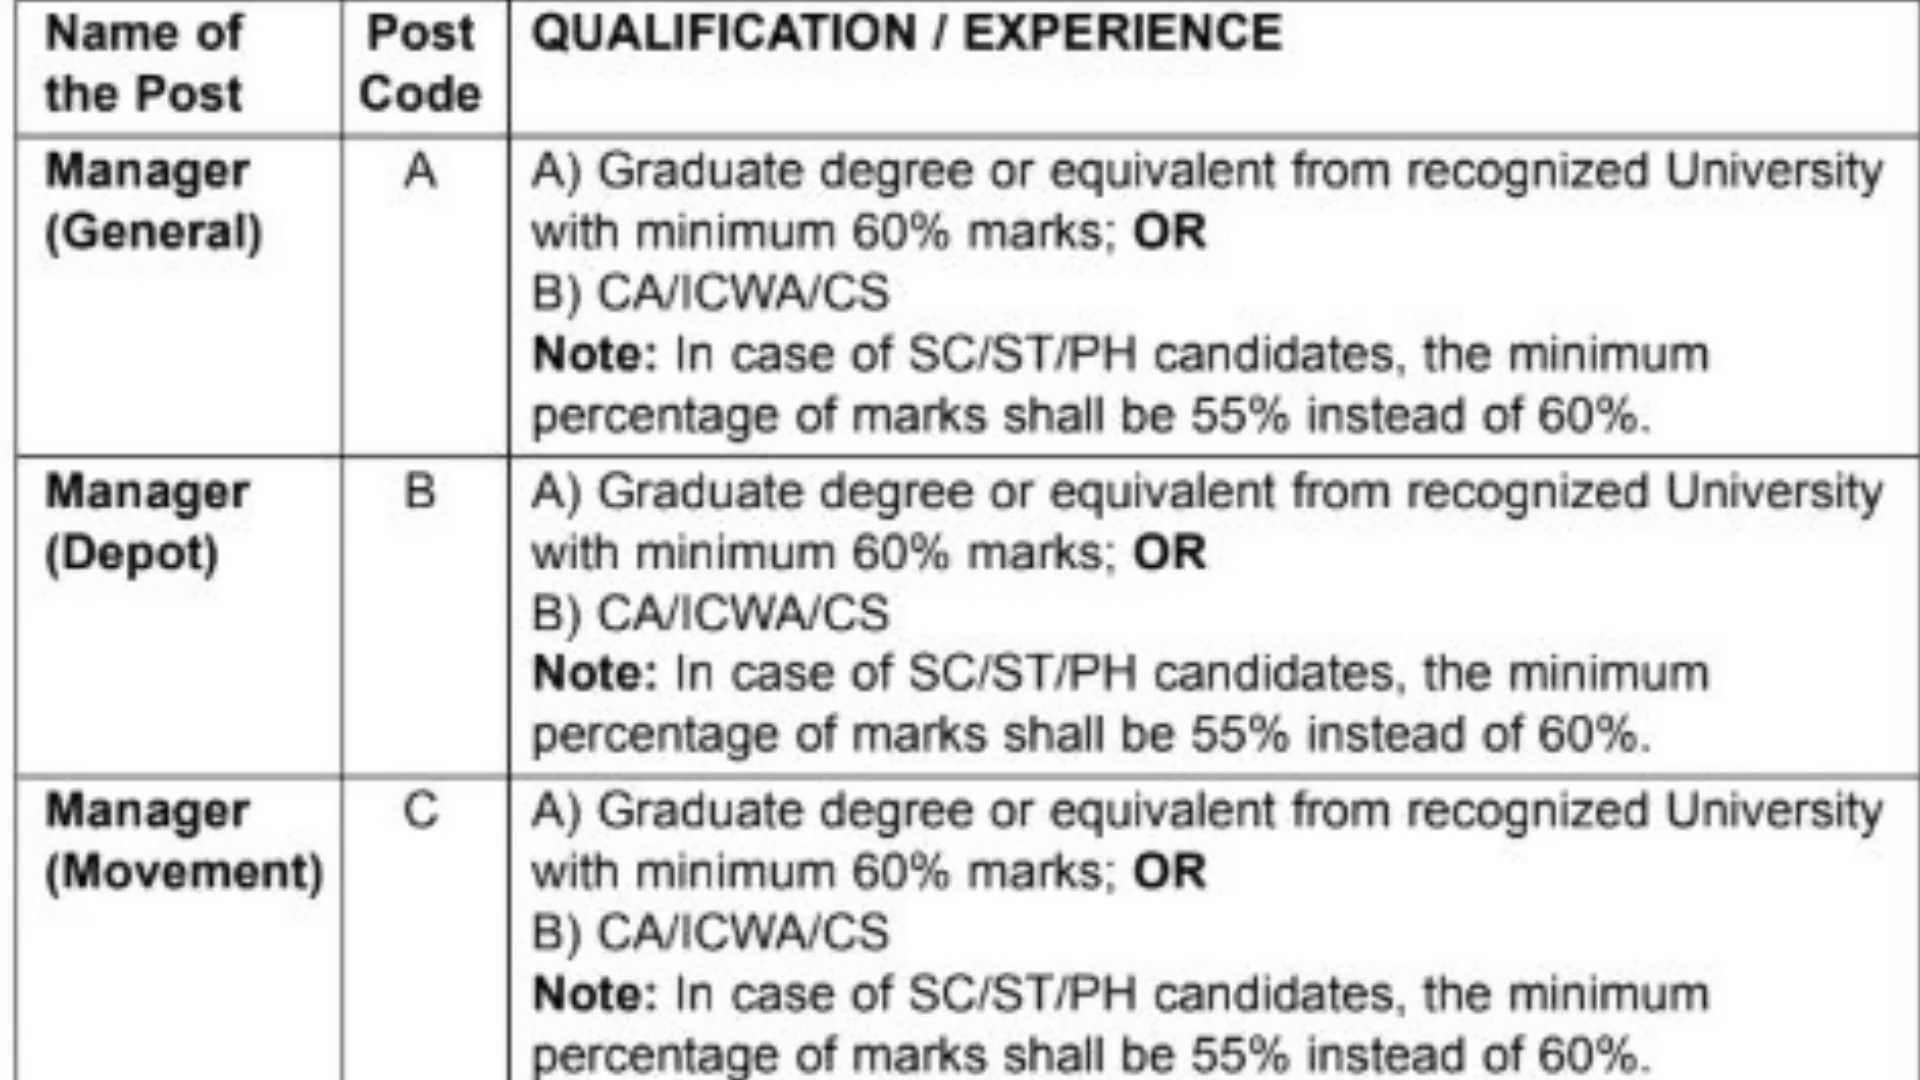 Name of
the Post
Post
Code
QUALIFICATION / EXPERIENCE
Manager
(General)
A
A) Graduate degree or equivalent from recognized University
with minimum 60% marks; OR
B) CA/ICWA/CS
Note: In case of SC/ST/PH candidates, the minimum
percentage of marks shall be 55% instead of 60%.
Manager
(Depot)
B
A) Graduate degree or equivalent from recognized University
with minimum 60% marks; OR
B) CA/ICWA/CS
Note: In case of SC/ST/PH candidates, the minimum
percentage of marks shall be 55% instead of 60%.
Manager
(Movement)
C
A) Graduate degree or equivalent from recognized University
with minimum 60% marks; OR
B) CA/ICWA/CS
Note: In case of SC/ST/PH candidates, the minimum
percentage of marks shall be 55% instead of 60%.